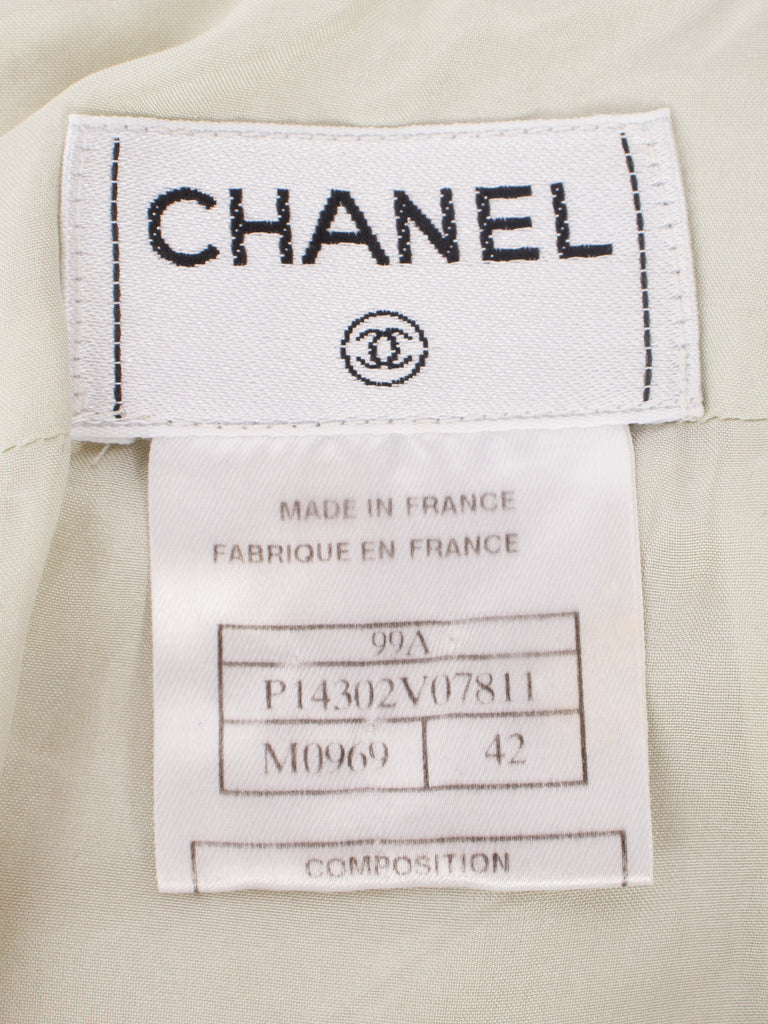 CHANEL
MADE IN FRANCE
FABRIQUE EN FRANCE
99A
P14302V07811
M0969 42
COMPOSITION